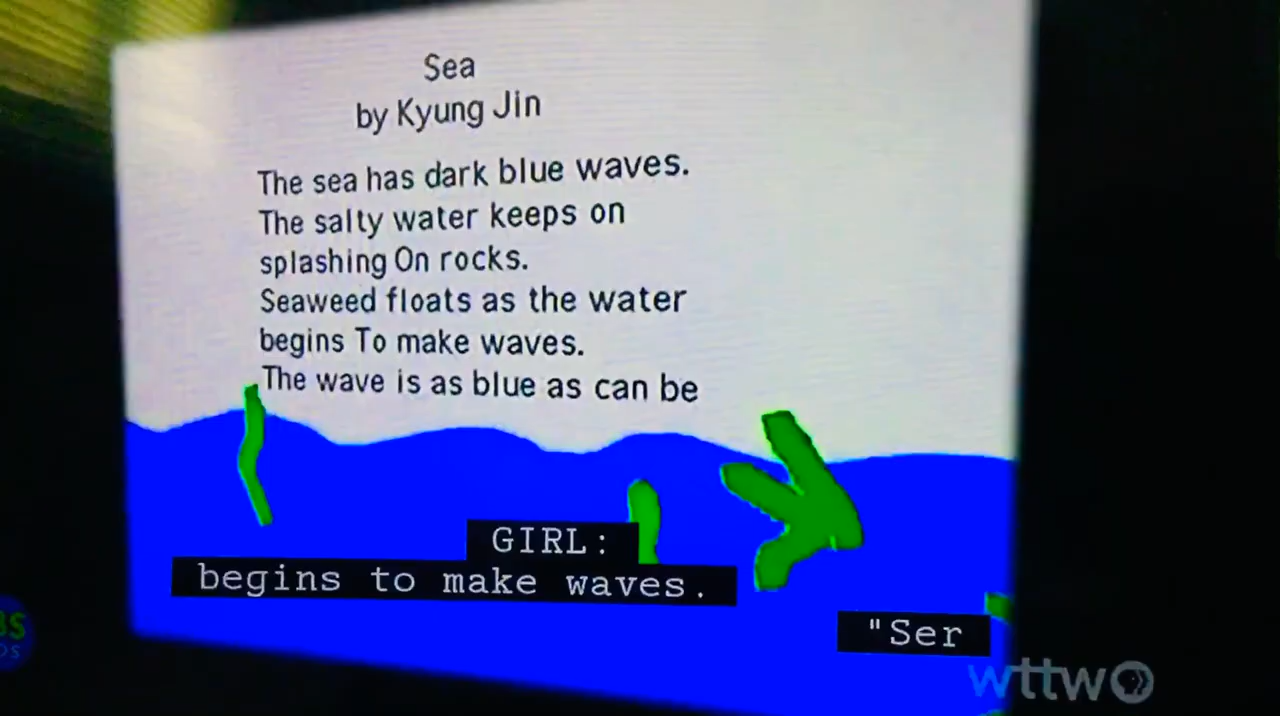 Sea
by Kyung Jin
The sea has dark blue waves.
The salty water keeps on
splashing On rocks.
Seaweed floats as the water
begins To make waves.
The wave is as blue as can be
GIRL:
begins to make waves.
"Ser
wttw